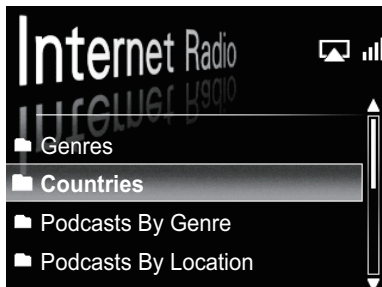 Internet Radio
Genres
Countries
Podcasts By Genre
Podcasts By Location